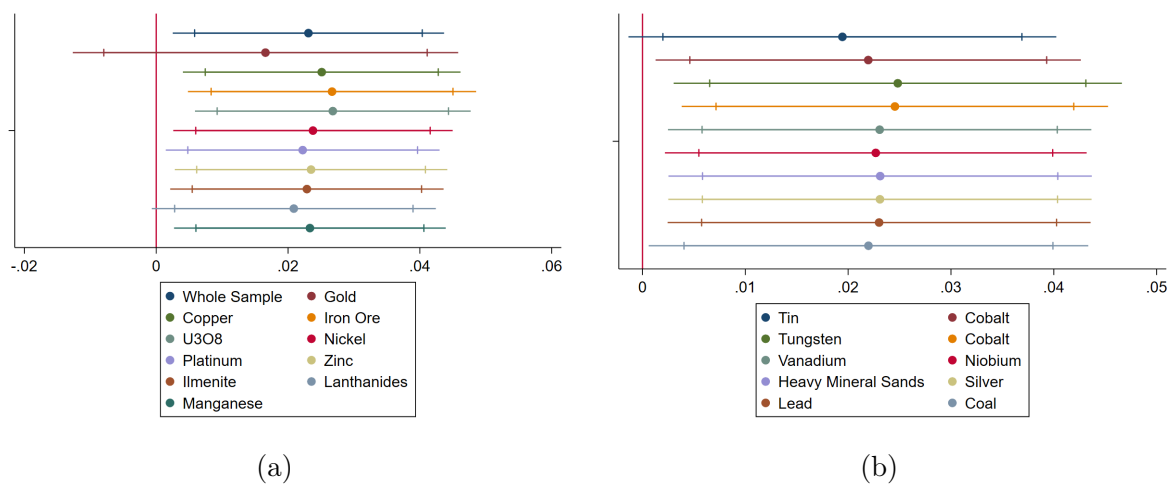 -.02 0 .02 .04 .06
Whole Sample Gold
Copper Iron Ore
U3O8 Nickel
Platinum Zinc
Ilmenite Lanthanides
Manganese
(a)
0 .01 .02 .03 .04 .05
Tin Cobalt
Tungsten Cobalt
Vanadium Niobium
Heavy Mineral Sands Silver
Lead Coal
(b)